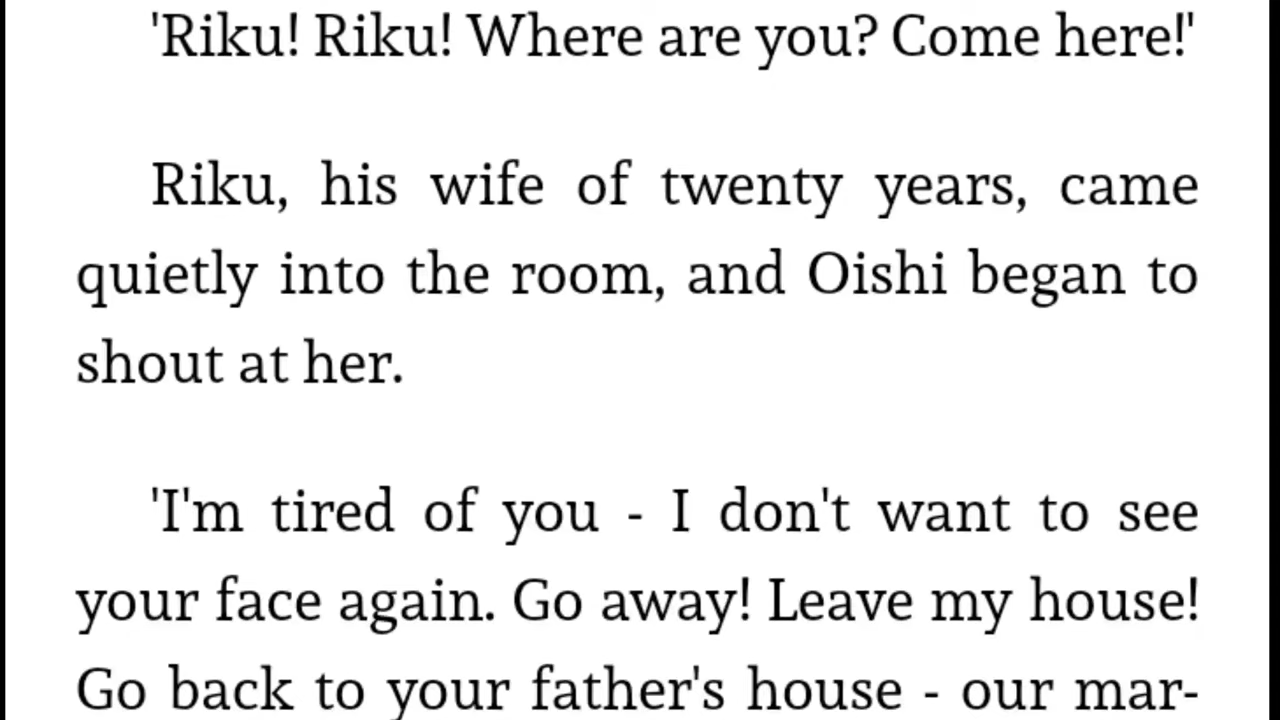 'Riku! Riku! Where are you? Come here!'
Riku, his wife of twenty years, came
quietly into the room, and Oishi began to
shout at her.
'I'm tired of you - I don't want to see
your face again. Go away! Leave my house!
Go back to your father's house - our mar-